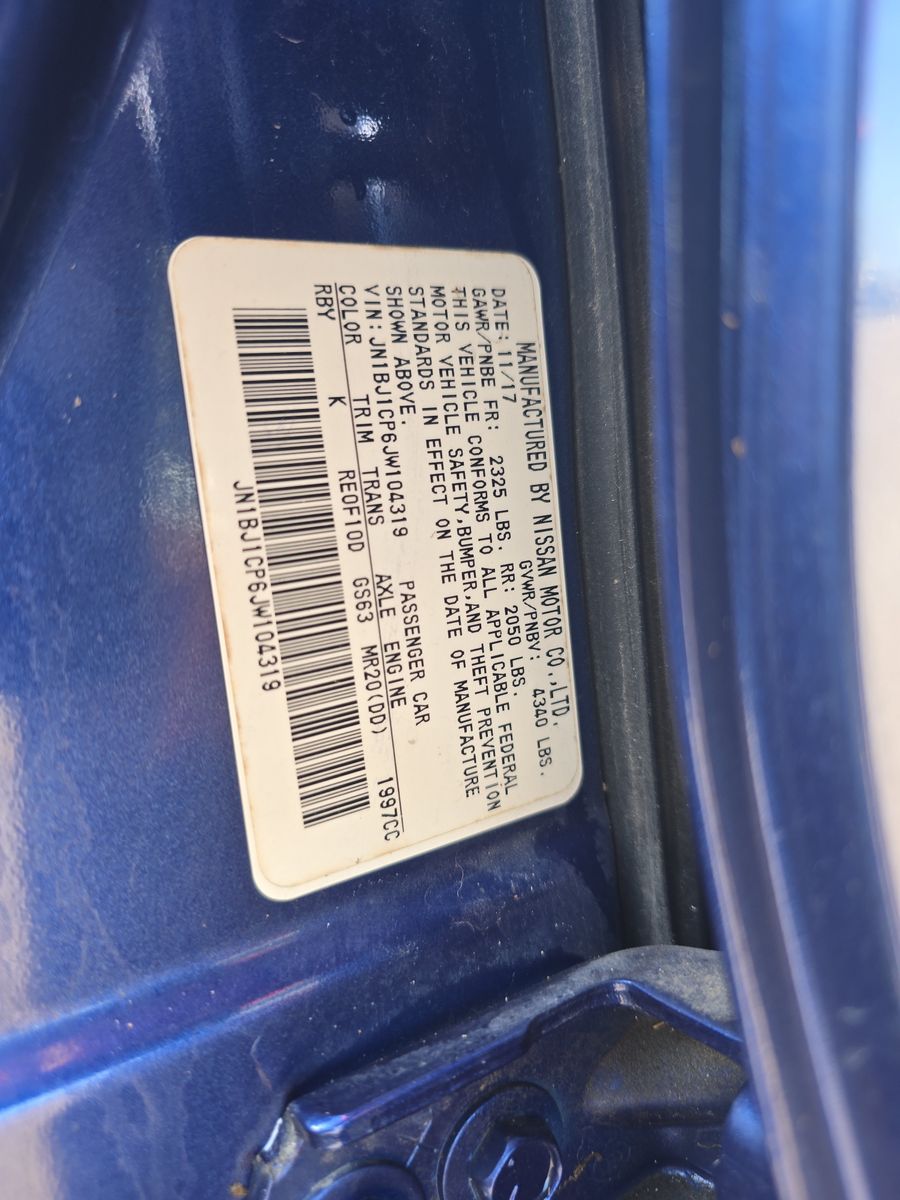 MANUFACTURED BY NISSAN MOTOR CO.,LTD.
DATE: 11/17 GVWR/PNBV: 4340 LBS.
GAWR/PNBE FR: 2325 LBS. RR: 2050 LBS.
THIS VEHICLE CONFORMS TO ALL APPLICABLE FEDERAL
MOTOR VEHICLE SAFETY,BUMPER,AND THEFT PREVENTION
STANDARDS IN EFFECT ON THE DATE OF MANUFACTURE
SHOWN ABOVE.
VIN:JN1BJ1CP6JW104319 PASSENGER CAR
COLOR TRIM TRANS AXLE ENGINE
RBY K RE0F10D GS63 MR20(DD) 1997CC
JN1BJ1CP6JW104319